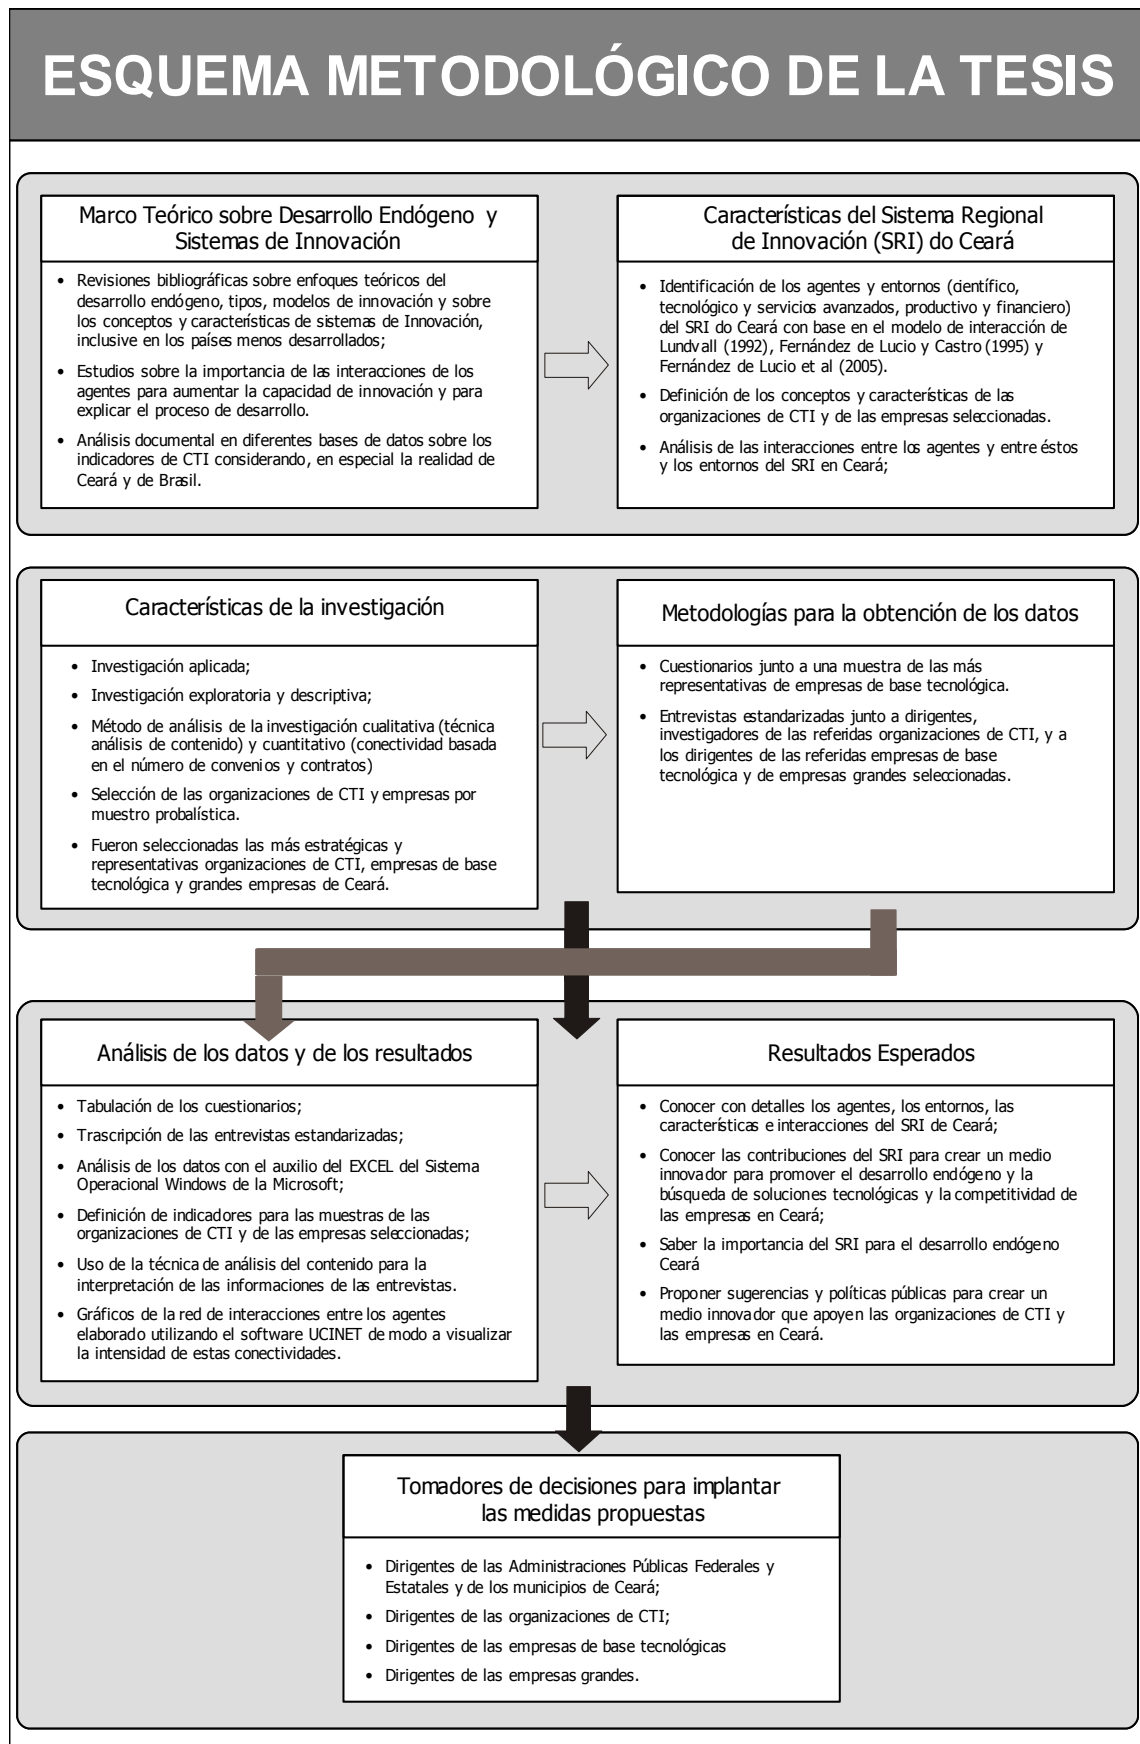 ESQUEMA METODOLÓGICO DE LA TESIS
Marco Teórico sobre Desarrollo Endógeno y
Sistemas de Innovación
• Revisiones bibliográficas sobre enfoques teóricos del
desarrollo endógeno, tipos, modelos de innovación y sobre
los conceptos y características de sistemas de Innovación,
inclusive en los países menos desarrollados;
• Estudios sobre la importancia de las interacciones de los
agentes para aumentar la capacidad de innovación y para
explicar el proceso de desarrollo.
• Análisis documental en diferentes bases de datos sobre los
indicadores de CTI considerando, en especial la realidad de
Ceará y de Brasil.
Características del Sistema Regional
de Innovación (SRI) do Ceará
• Identificación de los agentes y entornos (científico,
tecnológico y servicios avanzados, productivo y financiero)
del SRI do Ceará con base en el modelo de interacción de
Lundvall (1992), Fernández de Lucio y Castro (1995) y
Fernández de Lucio et al (2005).
• Definición de los conceptos y características de las
organizaciones de CTI y de las empresas seleccionadas.
• Análisis de las interacciones entre los agentes y entre éstos
y los entornos del SRI en Ceará;
Características de la investigación
• Investigación aplicada;
• Investigación exploratoria y descriptiva;
• Método de análisis de la investigación cualitativa (técnica
análisis de contenido) y cuantitativo (conectividad basada
en el número de convenios y contratos)
• Selección de las organizaciones de CTI y empresas por
muestro probalística.
• Fueron seleccionadas las más estratégicas y
representativas organizaciones de CTI, empresas de base
tecnológica y grandes empresas de Ceará.
Metodologías para la obtención de los datos
• Cuestionarios junto a una muestra de las más
representativas de empresas de base tecnológica.
• Entrevistas estandarizadas junto a dirigentes,
investigadores de las referidas organizaciones de CTI, y a
los dirigentes de las referidas empresas de base
tecnológica y de empresas grandes seleccionadas.
Análisis de los datos y de los resultados
• Tabulación de los cuestionarios;
• Trascripción de las entrevistas estandarizadas;
• Análisis de los datos con el auxilio del EXCEL del Sistema
Operacional Windows de la Microsoft;
• Definición de indicadores para las muestras de las
organizaciones de CTI y de las empresas seleccionadas;
• Uso de la técnica de análisis del contenido para la
interpretación de las informaciones de las entrevistas.
• Gráficos de la red de interacciones entre los agentes
elaborado utilizando el software UCINET de modo a visualizar
la intensidad de estas conectividades.
Resultados Esperados
• Conocer con detalles los agentes, los entornos, las
características e interacciones del SRI de Ceará;
• Conocer las contribuciones del SRI para crear un medio
innovador para promover el desarrollo endógeno y la
búsqueda de soluciones tecnológicas y la competitividad de
las empresas en Ceará;
• Saber la importancia del SRI para el desarrollo endógeno
Ceará
• Proponer sugerencias y políticas públicas para crear un
medio innovador que apoyen las organizaciones de CTI y
las empresas en Ceará.
Tomadores de decisiones para implantar
las medidas propuestas
• Dirigentes de las Administraciones Públicas Federales y
Estatales y de los municipios de Ceará;
• Dirigentes de las organizaciones de CTI;
• Dirigentes de las empresas de base tecnológicas
• Dirigentes de las empresas grandes.